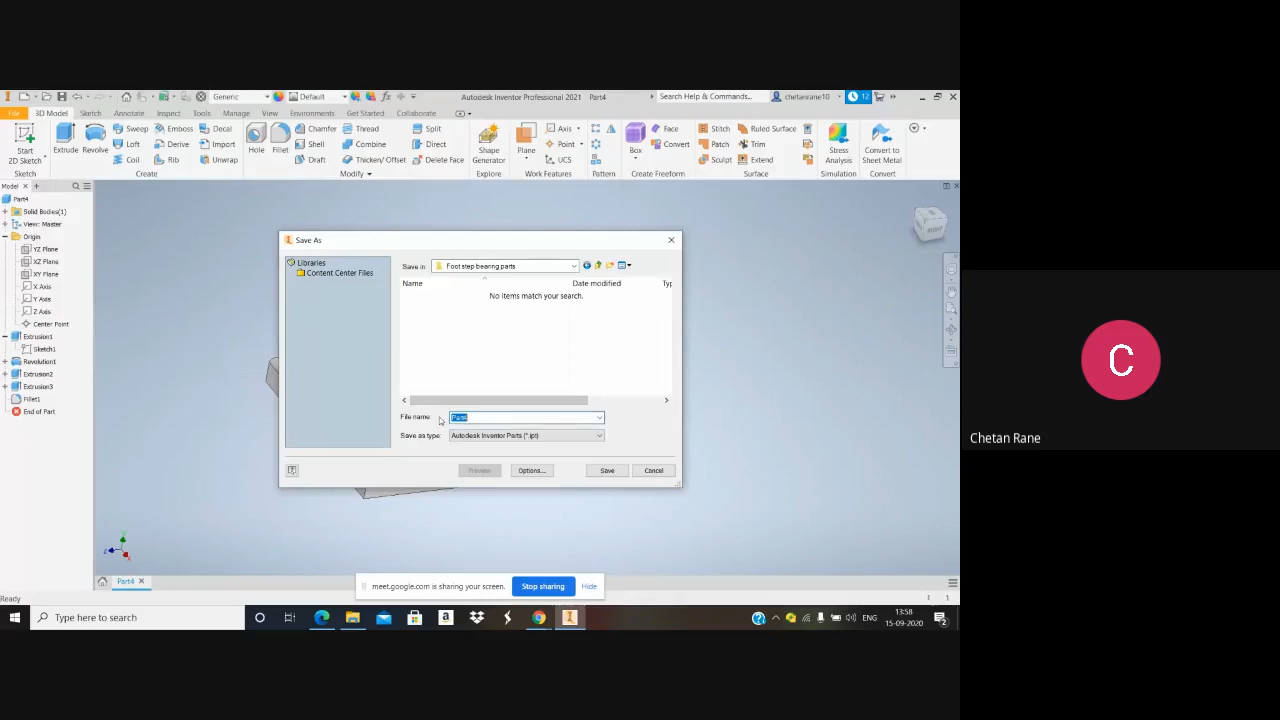 Generic
Default
Autodesk Inventor Professional 2021 Part4
Search Help & Commands...
chetanrane10
12
File 3D Model Sketch Annotate Inspect Tools Manage View Environments Get Started Collaborate
Start
2D Sketch
Extrude
Revolve
Sweep
Emboss
Decal
Loft
Derive
Import
Coil
Rib
Unwrap
Hole
Fillet
Chamfer
Thread
Split
Shell
Combine
Direct
Draft
Thicken/ Offset
Delete Face
Shape
Generator
Plane
Axis
Point
UCS
Box
Face
Convert
Stitch
Ruled Surface
Patch
Trim
Sculpt
Extend
Stress
Analysis
Convert to
Sheet Metal
Sketch Create Modify Explore Work Features Pattern Create Freeform Surface Simulation Convert
Model
Part4
Solid Bodies(1)
View: Master
Origin
YZ Plane
XZ Plane
XY Plane
X Axis
Y Axis
Z Axis
Center Point
Extrusion1
Sketch1
Revolution1
Extrusion2
Extrusion3
Fillet1
End of Part
Save As
Libraries
Content Center Files
Save in:
Foot step bearing parts
Name Date modified Typ
No items match your search.
File name:
Part4
Save as type:
Autodesk Inventor Parts (*.ipt)
Preview
Options...
Save
Cancel
Part4
meet.google.com is sharing your screen.
Stop sharing
Hide
Ready
1
1
Type here to search
ENG
13:58
15-09-2020
2
C
Chetan Rane